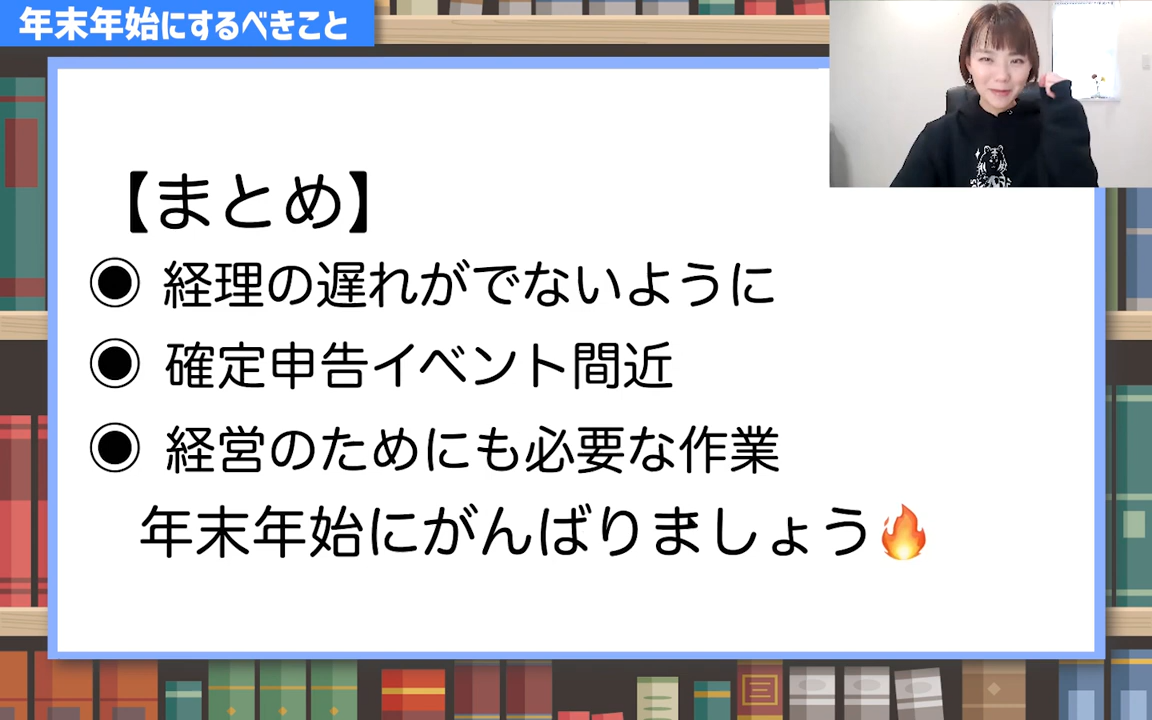 年末年始にするべきこと
【まとめ】
◉ 経理の遅れがでないように
◉ 確定申告イベント間近
◉ 経営のためにも必要な作業
年末年始にがんばりましょう🔥